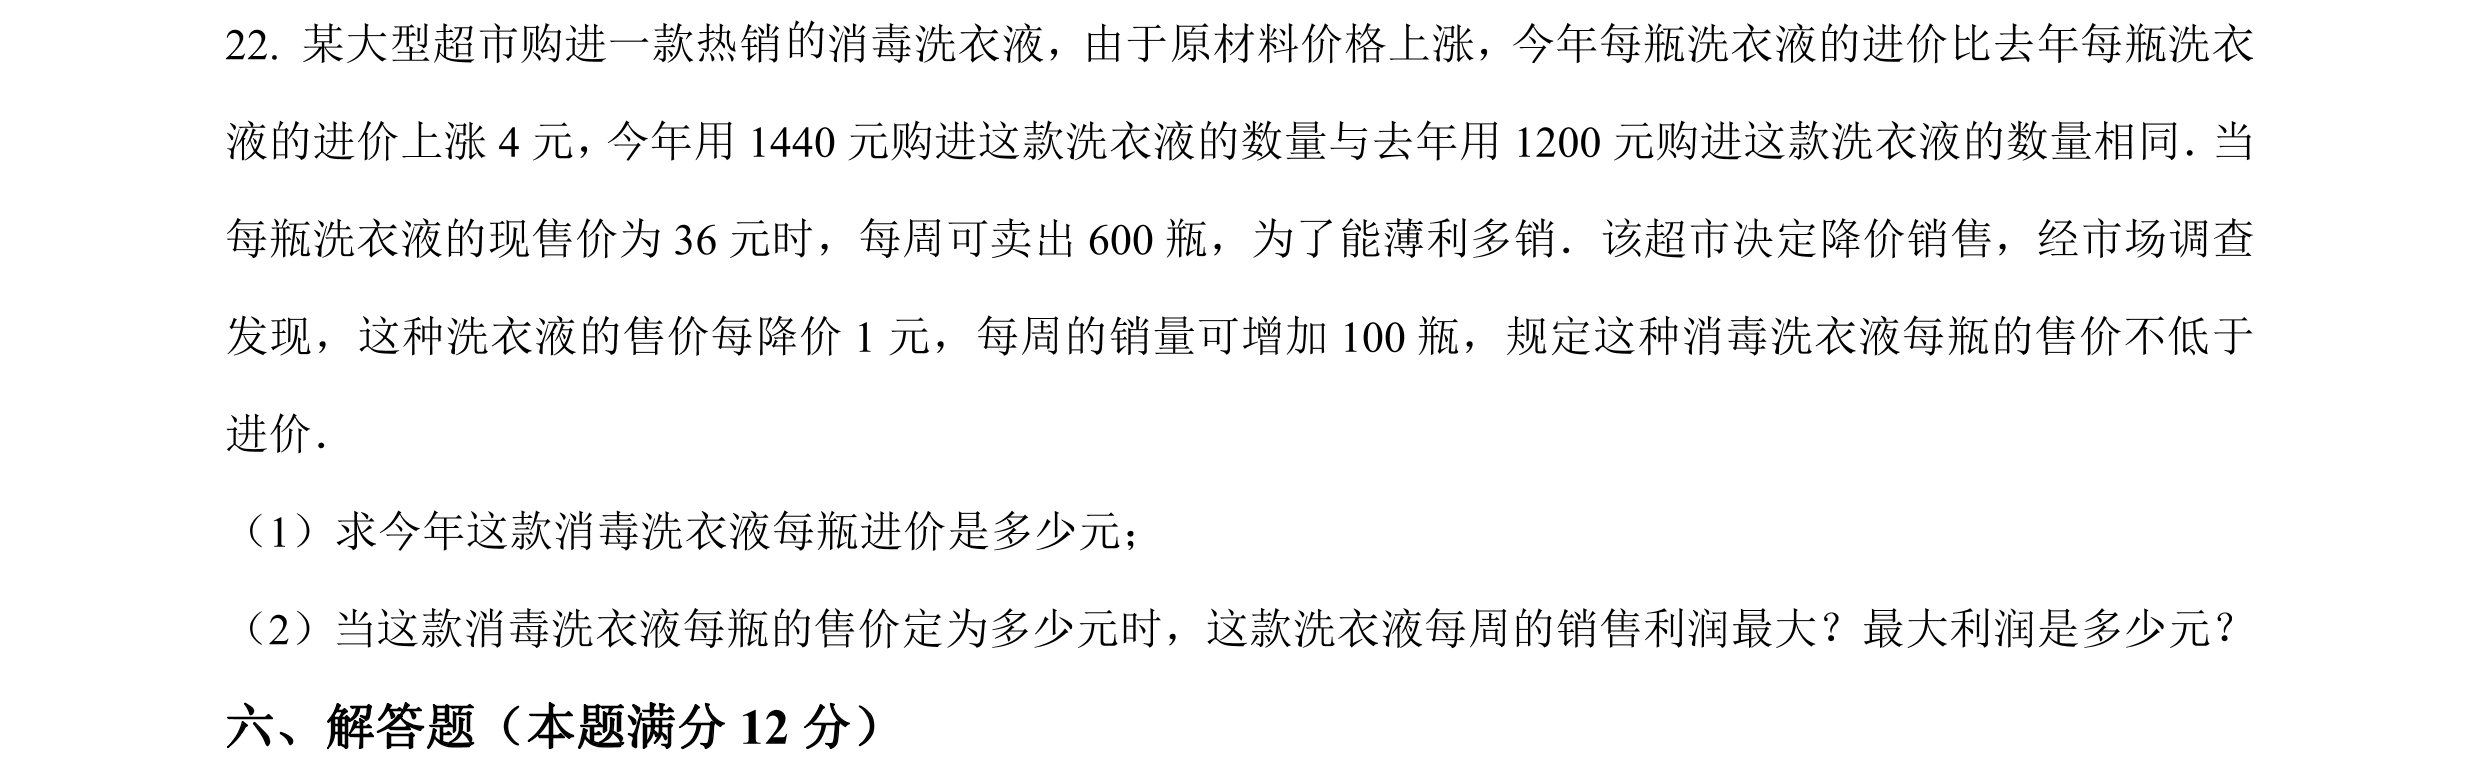 22. 某大型超市购进一款热销的消毒洗衣液，由于原材料价格上涨，今年每瓶洗衣液的进价比去年每瓶洗衣
液的进价上涨 4 元，今年用 1440 元购进这款洗衣液的数量与去年用 1200 元购进这款洗衣液的数量相同．当
每瓶洗衣液的现售价为 36 元时，每周可卖出 600 瓶，为了能薄利多销．该超市决定降价销售，经市场调查
发现，这种洗衣液的售价每降价 1 元，每周的销量可增加 100 瓶，规定这种消毒洗衣液每瓶的售价不低于
进价．
（1）求今年这款消毒洗衣液每瓶进价是多少元；
（2）当这款消毒洗衣液每瓶的售价定为多少元时，这款洗衣液每周的销售利润最大？最大利润是多少元？
六、解答题（本题满分 12 分）